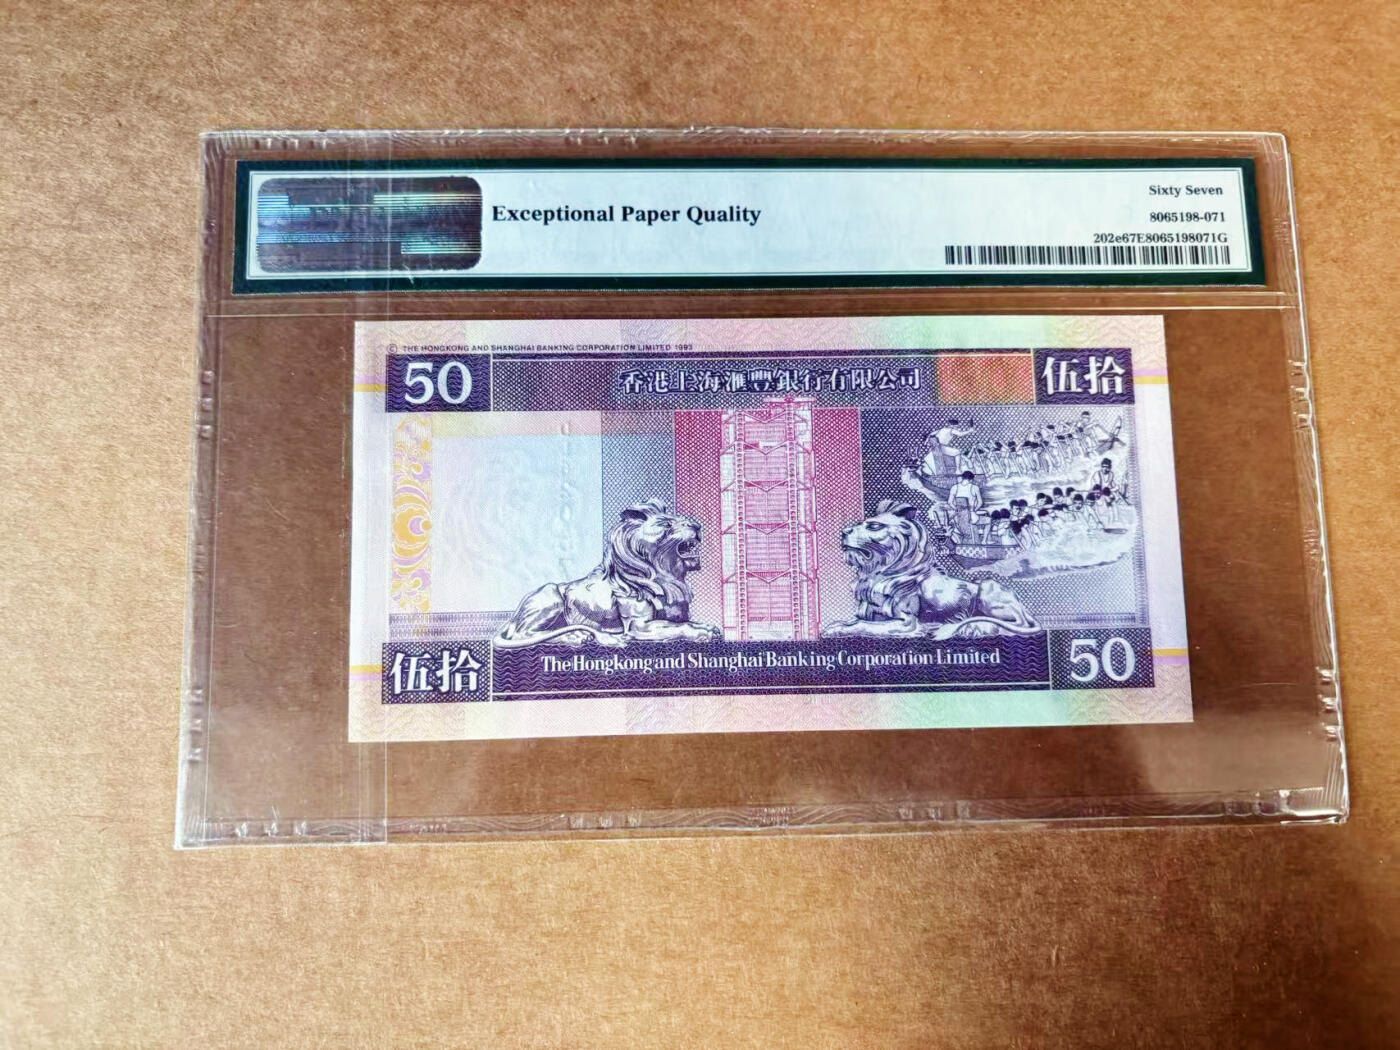 Exceptional Paper Quality
Sixty Seven
8065198-071
202e67E8065198071G
© THE HONGKONG AND SHANGHAI BANKING CORPORATION LIMITED 1993
50
香港上海滙豐銀行有限公司
伍拾
伍拾
The Hongkong and Shanghai Banking Corporation Limited
50